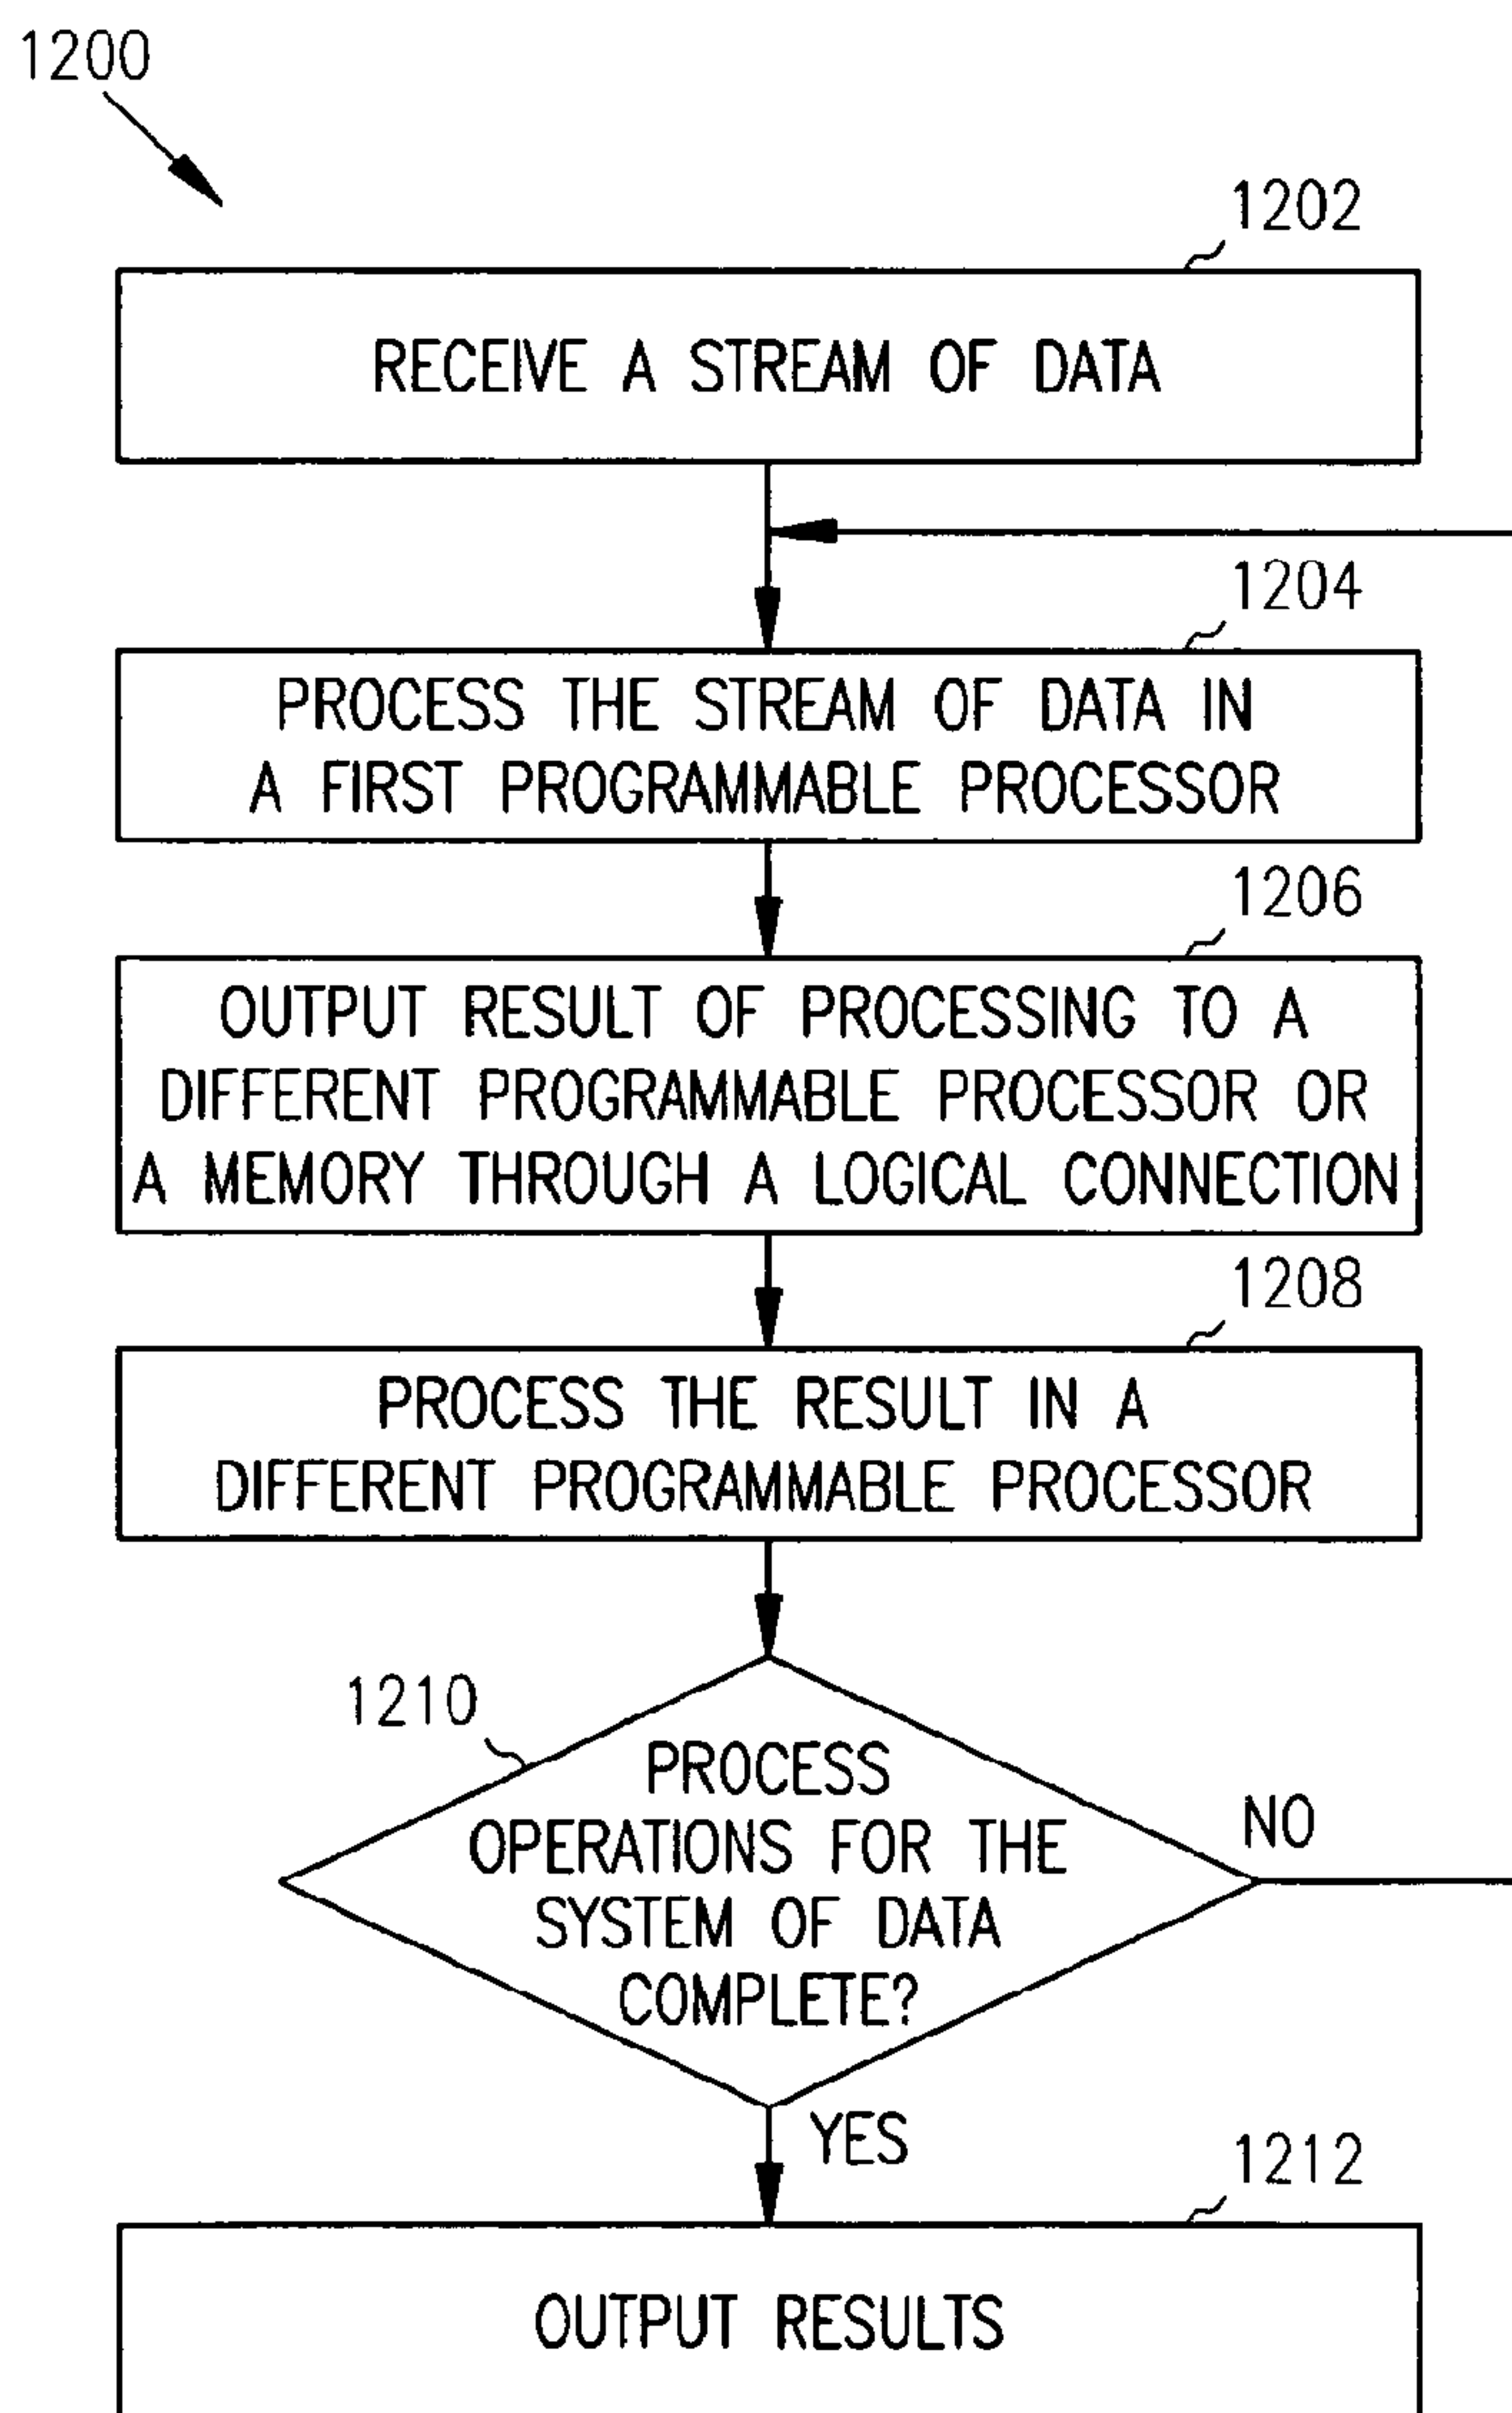 1200
1202
RECEIVE A STREAM OF DATA
1204
PROCESS THE STREAM OF DATA IN
A FIRST PROGRAMMABLE PROCESSOR
1206
OUTPUT RESULT OF PROCESSING TO A
DIFFERENT PROGRAMMABLE PROCESSOR OR
A MEMORY THROUGH A LOGICAL CONNECTION
1208
PROCESS THE RESULT IN A
DIFFERENT PROGRAMMABLE PROCESSOR
1210
PROCESS
OPERATIONS FOR THE
SYSTEM OF DATA
COMPLETE?
NO
YES
1212
OUTPUT RESULTS